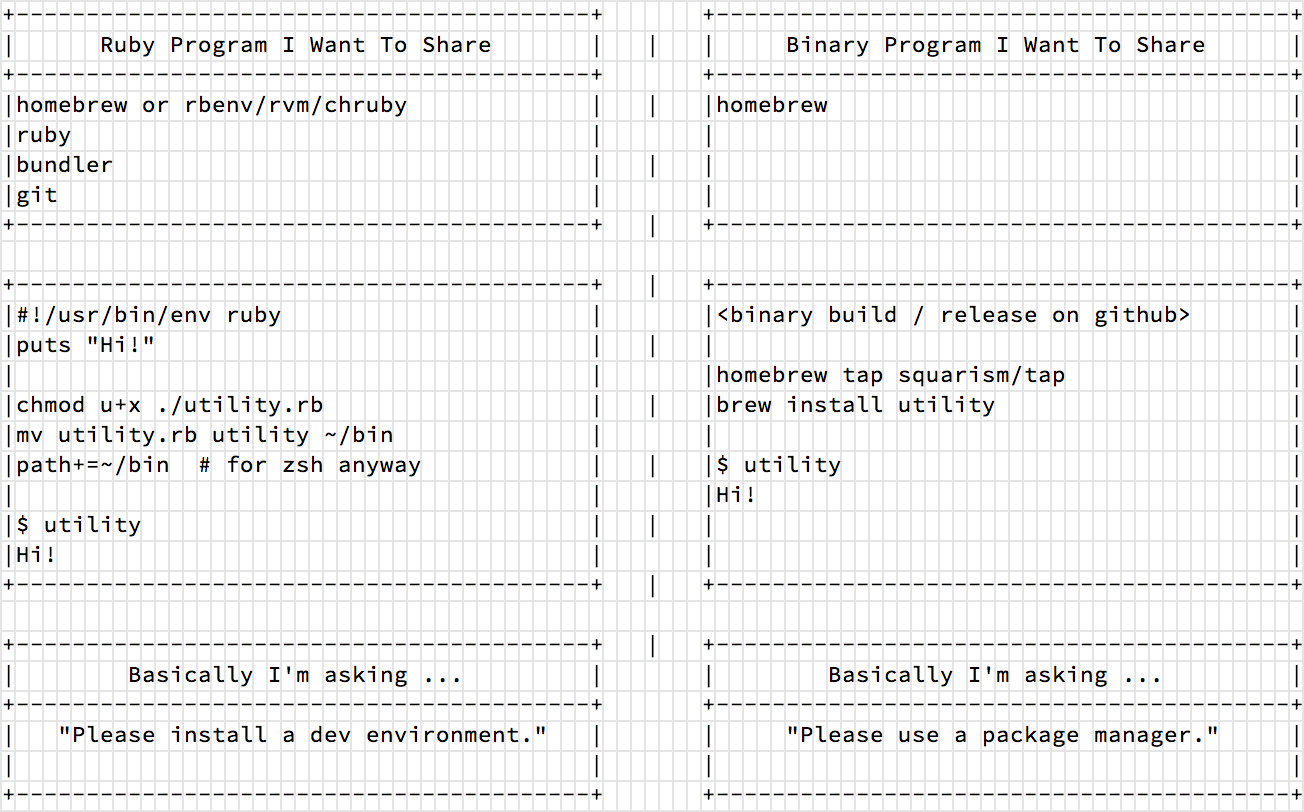 Ruby Program I Want To Share
homebrew or rbenv/rvm/chruby
ruby
bundler
git
#!/usr/bin/env ruby
puts "Hi!"
chmod u+x ./utility.rb
mv utility.rb utility ~/bin
path+=~/bin  # for zsh anyway
$ utility
Hi!
Basically I'm asking ...
"Please install a dev environment."
Binary Program I Want To Share
homebrew
<binary build / release on github>
homebrew tap squarism/tap
brew install utility
$ utility
Hi!
Basically I'm asking ...
"Please use a package manager."